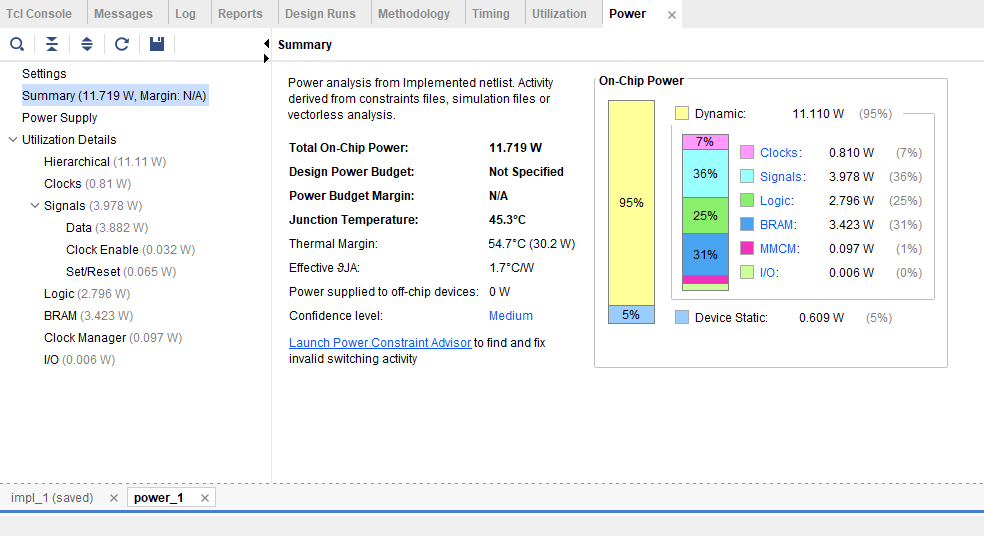 Tcl Console Messages Log Reports Design Runs Methodology Timing Utilization Power
Summary
Settings
Summary (11.719 W, Margin: N/A)
Power Supply
Utilization Details
Hierarchical (11.11 W)
Clocks (0.81 W)
Signals (3.978 W)
Data (3.882 W)
Clock Enable (0.032 W)
Set/Reset (0.065 W)
Logic (2.796 W)
BRAM (3.423 W)
Clock Manager (0.097 W)
I/O (0.006 W)
Power analysis from Implemented netlist. Activity
derived from constraints files, simulation files or
vectorless analysis.
Total On-Chip Power: 11.719 W
Design Power Budget: Not Specified
Power Budget Margin: N/A
Junction Temperature: 45.3°C
Thermal Margin: 54.7°C (30.2 W)
Effective ϑJA: 1.7°C/W
Power supplied to off-chip devices: 0 W
Confidence level: Medium
Launch Power Constraint Advisor to find and fix
invalid switching activity
On-Chip Power
95%
5%
Dynamic: 11.110 W (95%)
7%
36%
25%
31%
Clocks: 0.810 W (7%)
Signals: 3.978 W (36%)
Logic: 2.796 W (25%)
BRAM: 3.423 W (31%)
MMCM: 0.097 W (1%)
I/O: 0.006 W (0%)
Device Static: 0.609 W (5%)
impl_1 (saved) power_1